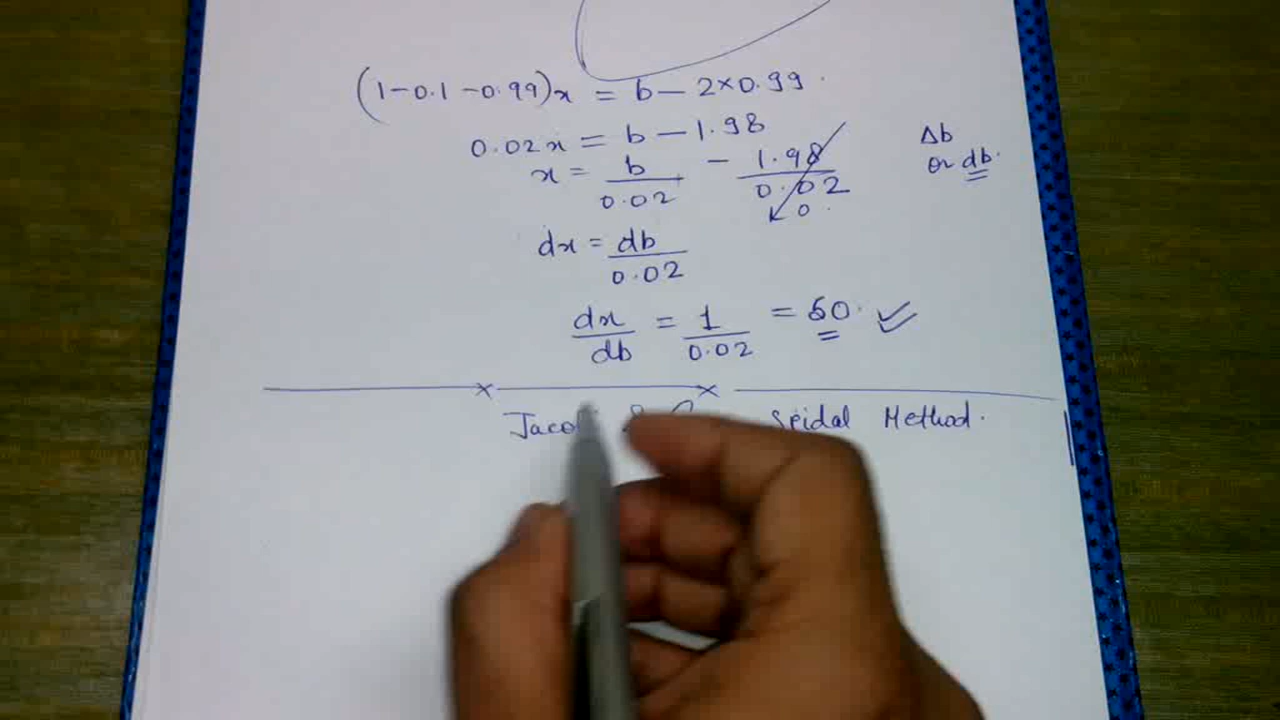 (1-0.1-0.99)x = b - 2×0.99.
0.02x = b - 1.98
x = b/0.02 - 1.98/0.02
0.
Δb
or db.
dx = db/0.02
dx/db = 1/0.02 = 50.
Seidal Method.